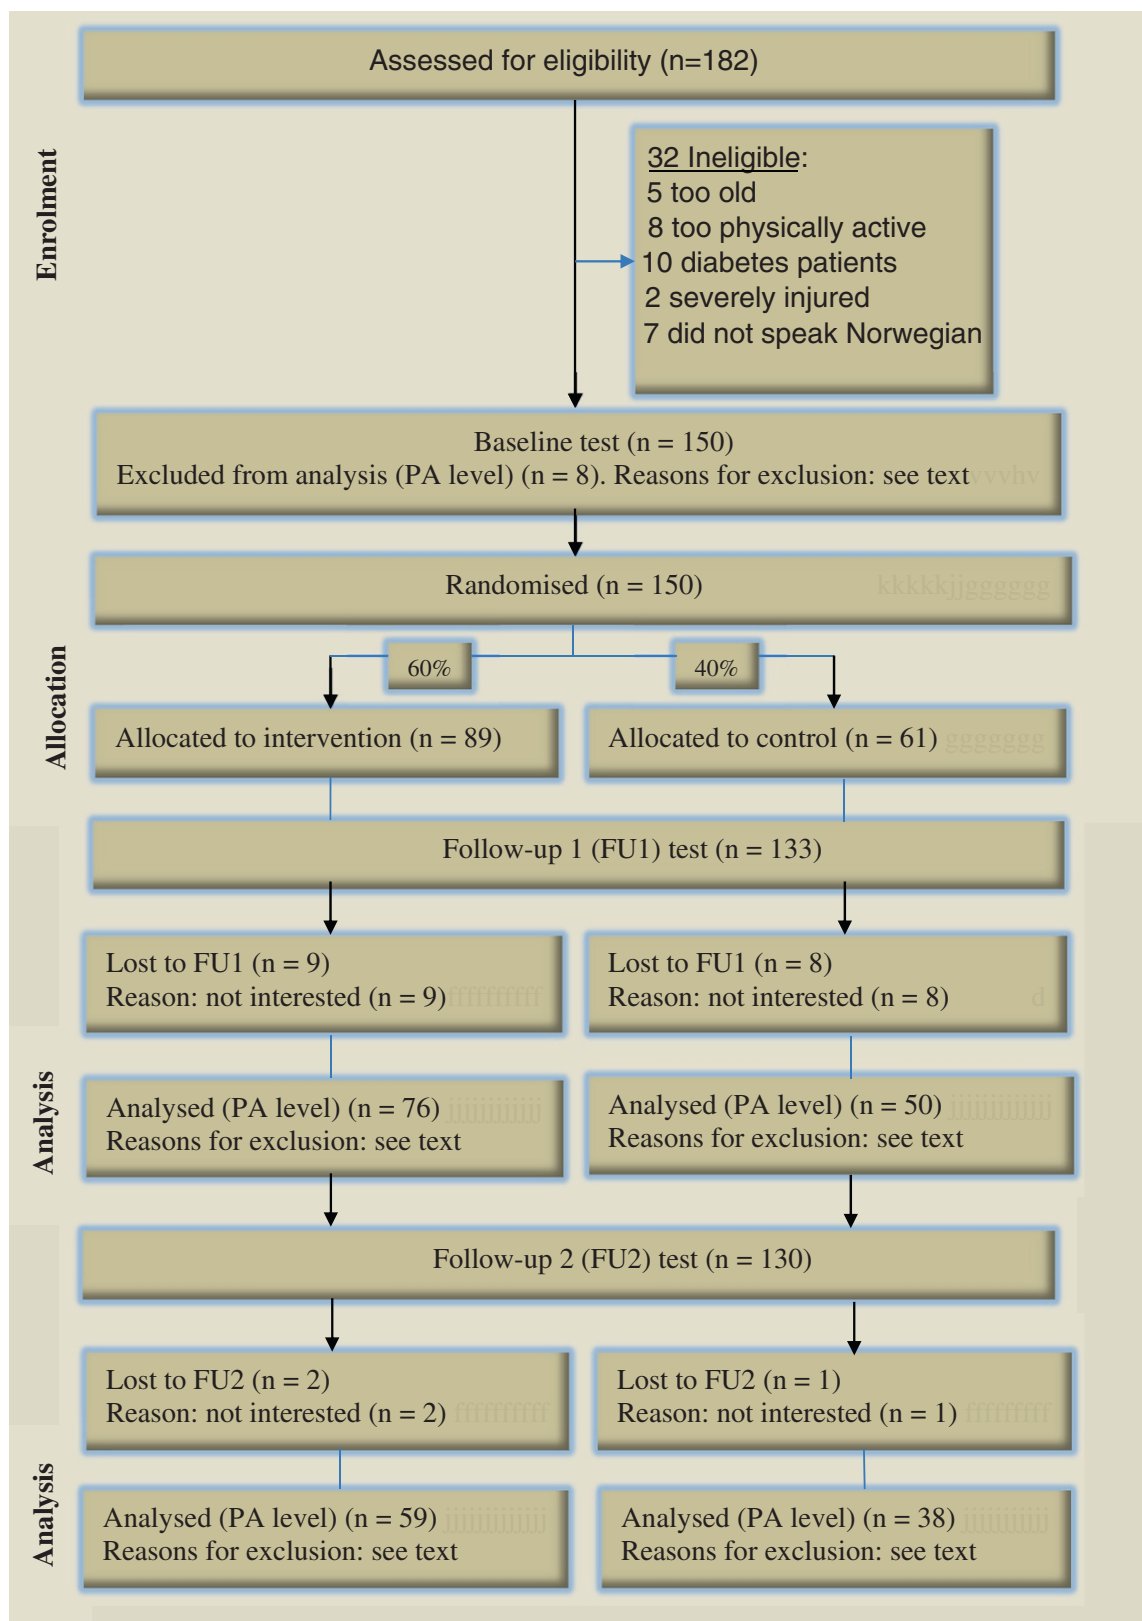 Assessed for eligibility (n=182)
Enrolment
32 Ineligible:
5 too old
8 too physically active
10 diabetes patients
2 severely injured
7 did not speak Norwegian
Baseline test (n = 150)
Excluded from analysis (PA level) (n = 8). Reasons for exclusion: see text vvvhv
Randomised (n = 150) kkkkkjjgggggg
Allocation
60%
40%
Allocated to intervention (n = 89)
Allocated to control (n = 61) ggggggg
Follow-up 1 (FU1) test (n = 133)
Lost to FU1 (n = 9)
Reason: not interested (n = 9)
Lost to FU1 (n = 8)
Reason: not interested (n = 8) d
Analysis
Analysed (PA level) (n = 76)
Reasons for exclusion: see text
Analysed (PA level) (n = 50)
Reasons for exclusion: see text
Follow-up 2 (FU2) test (n = 130)
Lost to FU2 (n = 2)
Reason: not interested (n = 2)
Lost to FU2 (n = 1)
Reason: not interested (n = 1)
Analysis
Analysed (PA level) (n = 59)
Reasons for exclusion: see text
Analysed (PA level) (n = 38)
Reasons for exclusion: see text